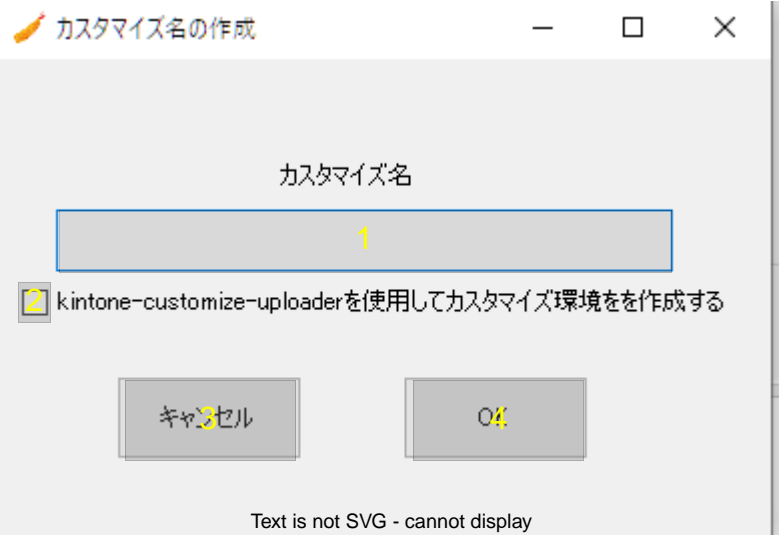 カスタマイズ名の作成
カスタマイズ名
1
2 kintone-customize-uploaderを使用してカスタマイズ環境をを作成する
キャンセル 3
OK 4
Text is not SVG - cannot display